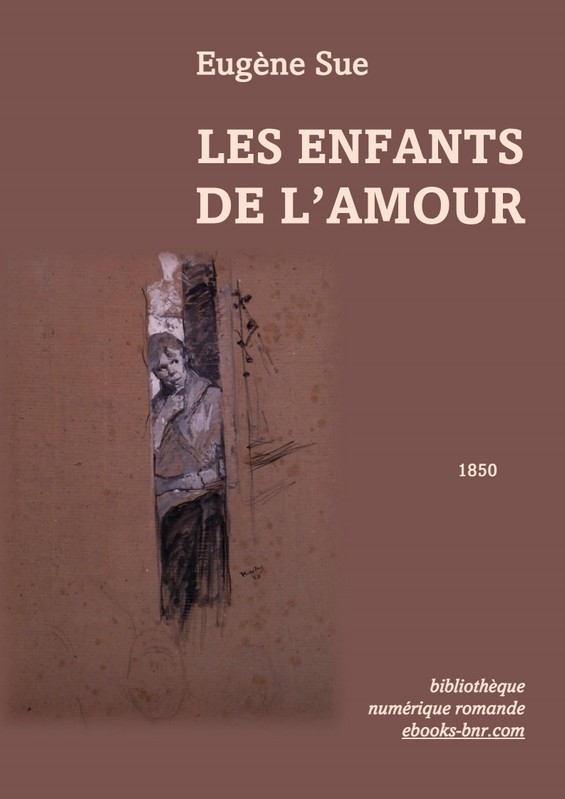 Eugène Sue
LES ENFANTS
DE L’AMOUR
1850
bibliothèque
numérique romande
ebooks-bnr.com